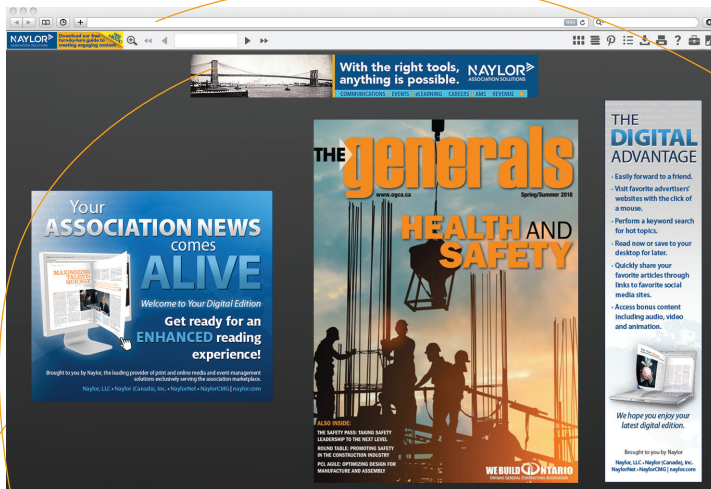 NAYLOR
ASSOCIATION SOLUTIONS
Download our free
turn-by-turn guide to
creating engaging content!
With the right tools,
anything is possible.
NAYLOR
ASSOCIATION SOLUTIONS
COMMUNICATIONS | EVENTS | eLEARNING | CAREERS | AMS | REVENUE
Your
ASSOCIATION NEWS
comes
ALIVE
MAXIMIZING
TALENT
QUICKLY
Welcome to Your Digital Edition
Get ready for an
ENHANCED reading
experience!
Brought to you by Naylor, the leading provider of print and online media and event-management
solutions exclusively serving the association marketplace.
Naylor, LLC • Naylor (Canada), Inc. • NaylorNet • NaylorCMG | naylor.com
THE generals
www.ogca.ca
Spring/Summer 2018
HEALTH AND
SAFETY
ALSO INSIDE:
THE SAFETY PASS: TAKING SAFETY
LEADERSHIP TO THE NEXT LEVEL
ROUND TABLE: PROMOTING SAFETY
IN THE CONSTRUCTION INDUSTRY
PCL AGILE: OPTIMIZING DESIGN FOR
MANUFACTURE AND ASSEMBLY
WE BUILD ONTARIO
ONTARIO GENERAL CONTRACTORS ASSOCIATION
THE
DIGITAL
ADVANTAGE
• Easily forward to a friend.
• Visit favorite advertisers'
websites with the click of
a mouse.
• Perform a keyword search
for hot topics.
• Read now or save to your
desktop for later.
• Quickly share your
favorite articles through
links to favorite social
media sites.
• Access bonus content
including audio, video
and animation.
We hope you enjoy your
latest digital edition.
Brought to you by Naylor
Naylor, LLC • Naylor (Canada), Inc.
NaylorNet • NaylorCMG | naylor.com